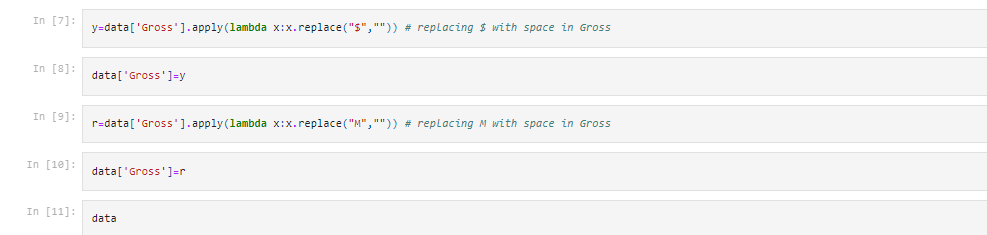 In [7]: y=data['Gross'].apply(lambda x:x.replace("$","")) # replacing $ with space in Gross
In [8]: data['Gross']=y
In [9]: r=data['Gross'].apply(lambda x:x.replace("M","")) # replacing M with space in Gross
In [10]: data['Gross']=r
In [11]: data